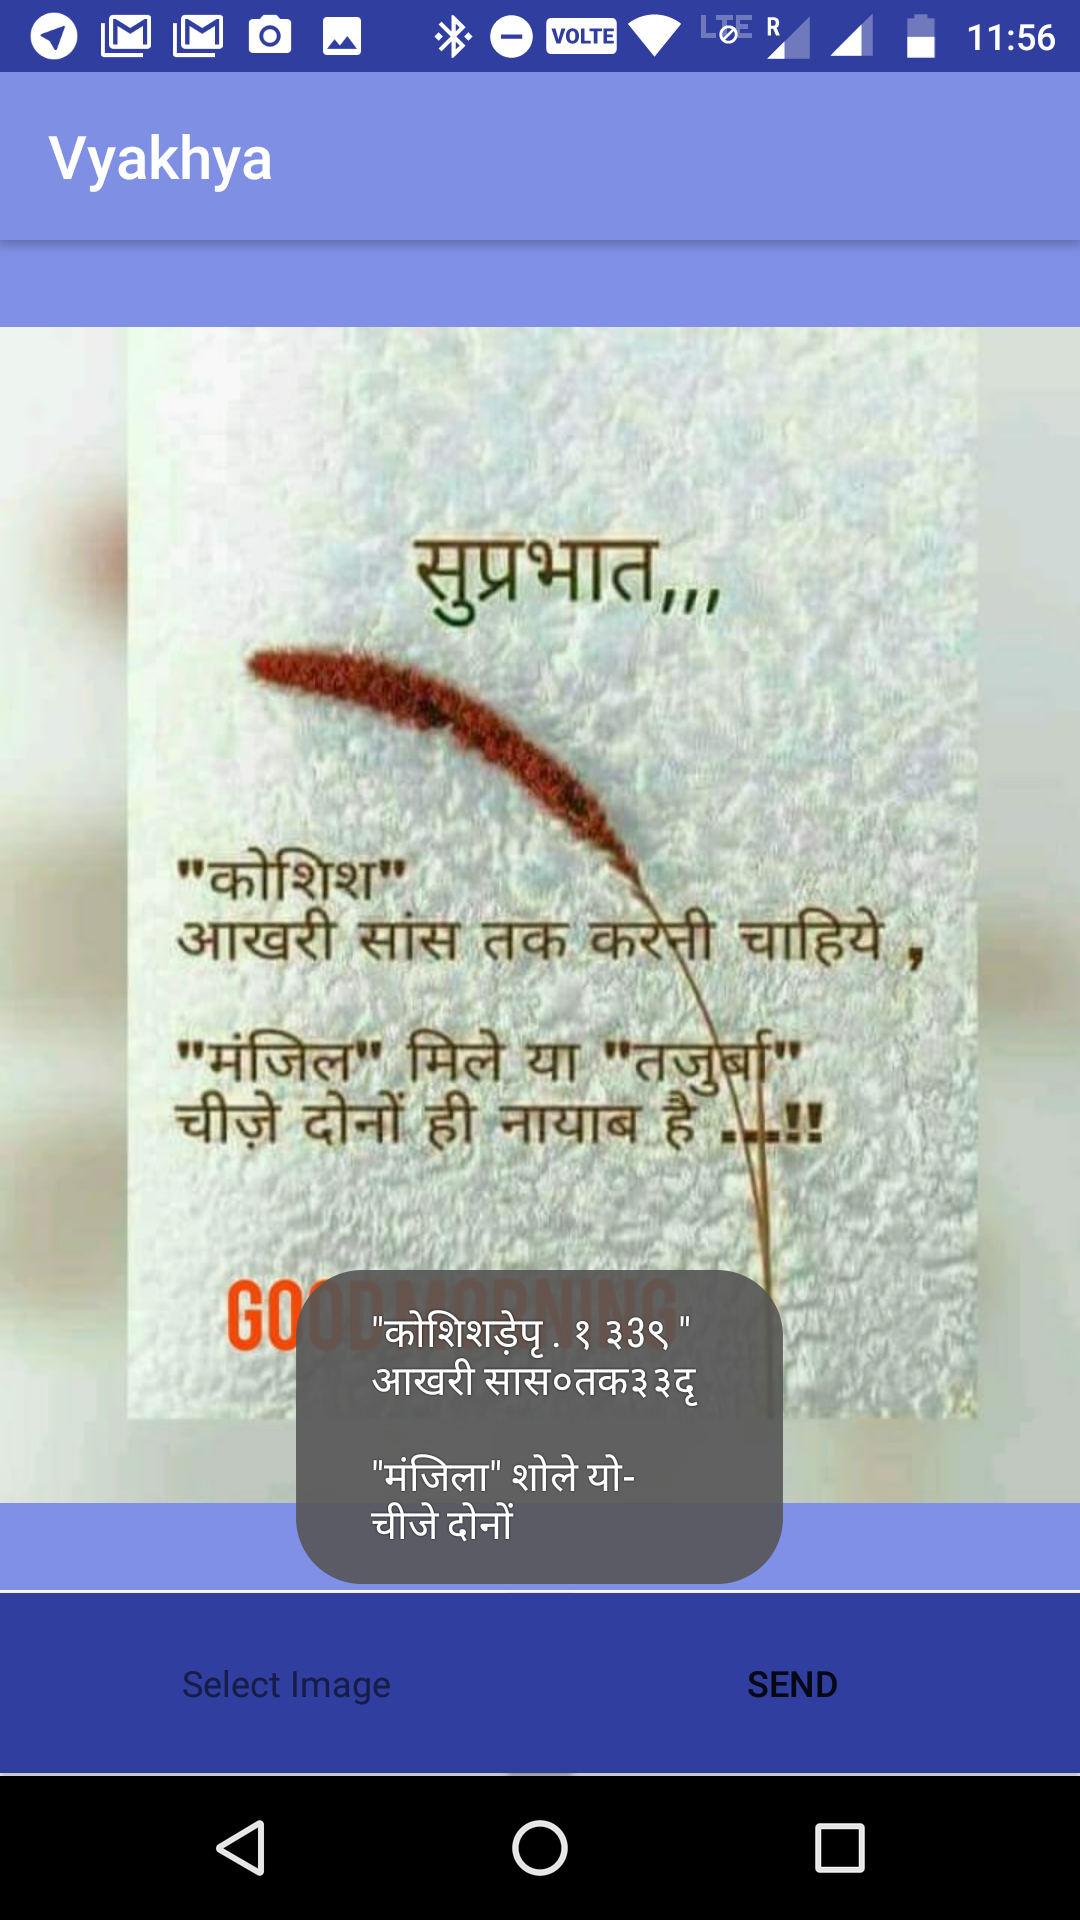 VOLTE LTE R 11:56
Vyakhya
सुप्रभात,,,
"कोशिश"
आखरी सांस तक करनी चाहिये ,
"मंजिल" मिले या "तजुर्बा"
चीज़े दोनों ही नायाब है ...!!
GOOD MORNING
"कोशिशड़ेपृ . १ ३3९ "
आखरी सास०तक३३दृ
"मंजिला" शोले यो-
चीजे दोनों
Select Image SEND